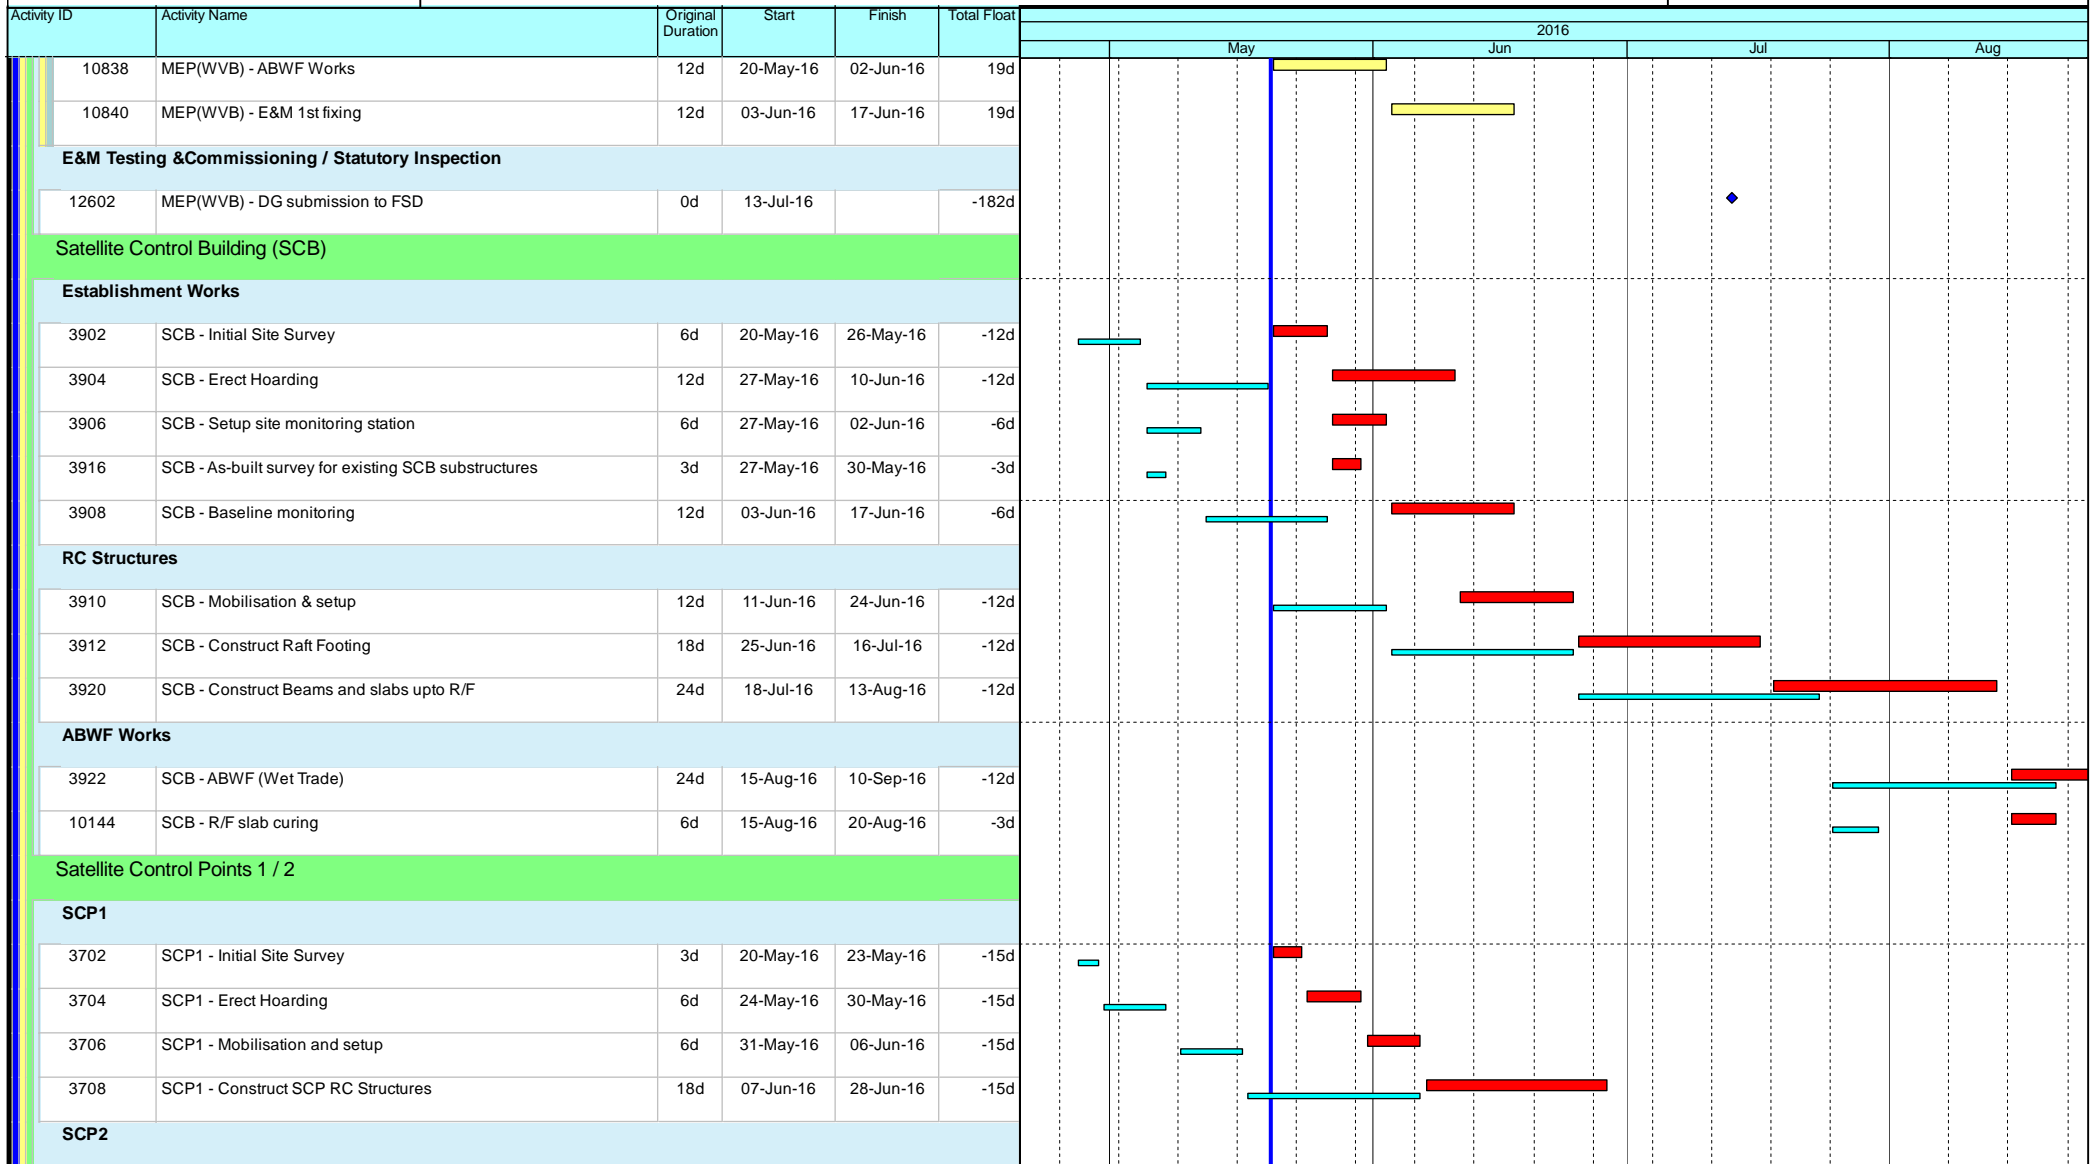 Activity ID Activity Name Original Duration Start Finish Total Float
2016
May Jun Jul Aug
10838 MEP(WVB) - ABWF Works 12d 20-May-16 02-Jun-16 19d
10840 MEP(WVB) - E&M 1st fixing 12d 03-Jun-16 17-Jun-16 19d
E&M Testing &Commissioning / Statutory Inspection
12602 MEP(WVB) - DG submission to FSD 0d 13-Jul-16 -182d
Satellite Control Building (SCB)
Establishment Works
3902 SCB - Initial Site Survey 6d 20-May-16 26-May-16 -12d
3904 SCB - Erect Hoarding 12d 27-May-16 10-Jun-16 -12d
3906 SCB - Setup site monitoring station 6d 27-May-16 02-Jun-16 -6d
3916 SCB - As-built survey for existing SCB substructures 3d 27-May-16 30-May-16 -3d
3908 SCB - Baseline monitoring 12d 03-Jun-16 17-Jun-16 -6d
RC Structures
3910 SCB - Mobilisation & setup 12d 11-Jun-16 24-Jun-16 -12d
3912 SCB - Construct Raft Footing 18d 25-Jun-16 16-Jul-16 -12d
3920 SCB - Construct Beams and slabs upto R/F 24d 18-Jul-16 13-Aug-16 -12d
ABWF Works
3922 SCB - ABWF (Wet Trade) 24d 15-Aug-16 10-Sep-16 -12d
10144 SCB - R/F slab curing 6d 15-Aug-16 20-Aug-16 -3d
Satellite Control Points 1 / 2
SCP1
3702 SCP1 - Initial Site Survey 3d 20-May-16 23-May-16 -15d
3704 SCP1 - Erect Hoarding 6d 24-May-16 30-May-16 -15d
3706 SCP1 - Mobilisation and setup 6d 31-May-16 06-Jun-16 -15d
3708 SCP1 - Construct SCP RC Structures 18d 07-Jun-16 28-Jun-16 -15d
SCP2